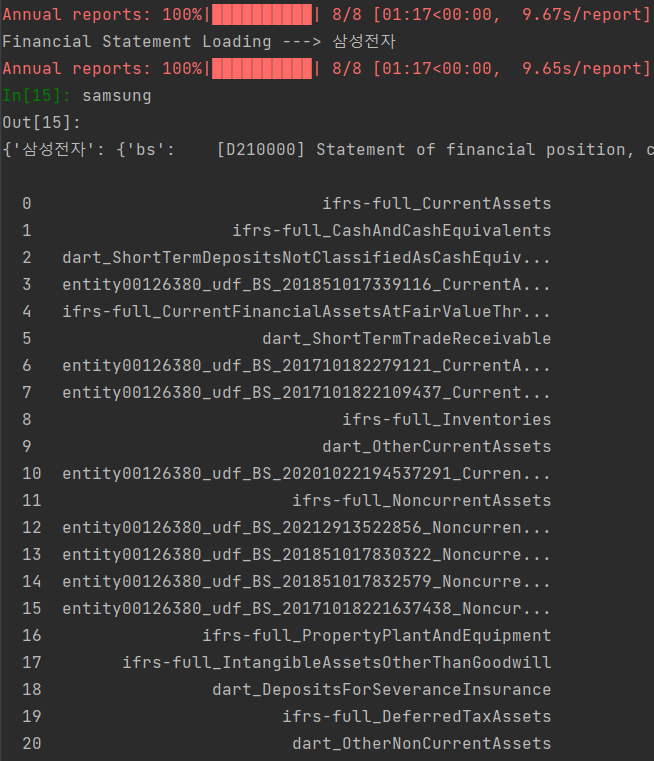 Annual reports: 100%|██████████| 8/8 [01:17<00:00,  9.67s/report]
Financial Statement Loading ---> 삼성전자
Annual reports: 100%|██████████| 8/8 [01:17<00:00,  9.65s/report]
In[15]: samsung
Out[15]:
{'삼성전자': {'bs':    [D210000] Statement of financial position, c
0 ifrs-full_CurrentAssets
1 ifrs-full_CashAndCashEquivalents
2 dart_ShortTermDepositsNotClassifiedAsCashEquiv...
3 entity00126380_udf_BS_201851017339116_CurrentA...
4 ifrs-full_CurrentFinancialAssetsAtFairValueThr...
5 dart_ShortTermTradeReceivable
6 entity00126380_udf_BS_201710182279121_CurrentA...
7 entity00126380_udf_BS_2017101822109437_Current...
8 ifrs-full_Inventories
9 dart_OtherCurrentAssets
10 entity00126380_udf_BS_20201022194537291_Curren...
11 ifrs-full_NoncurrentAssets
12 entity00126380_udf_BS_20212913522856_Noncurren...
13 entity00126380_udf_BS_201851017830322_Noncurre...
14 entity00126380_udf_BS_201851017832579_Noncurre...
15 entity00126380_udf_BS_20171018221637438_Noncur...
16 ifrs-full_PropertyPlantAndEquipment
17 ifrs-full_IntangibleAssetsOtherThanGoodwill
18 dart_DepositsForSeveranceInsurance
19 ifrs-full_DeferredTaxAssets
20 dart_OtherNonCurrentAssets